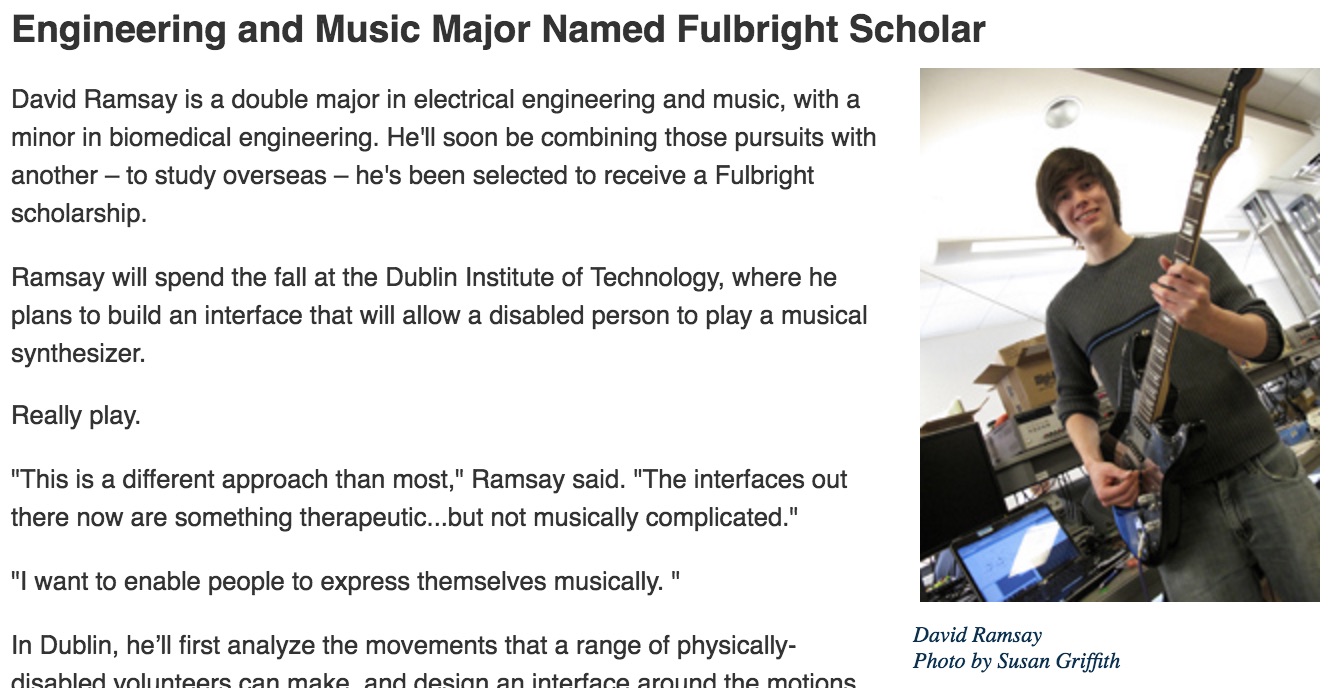 Engineering and Music Major Named Fulbright Scholar
David Ramsay is a double major in electrical engineering and music, with a
minor in biomedical engineering. He'll soon be combining those pursuits with
another – to study overseas – he's been selected to receive a Fulbright
scholarship.
Ramsay will spend the fall at the Dublin Institute of Technology, where he
plans to build an interface that will allow a disabled person to play a musical
synthesizer.
Really play.
"This is a different approach than most," Ramsay said. "The interfaces out
there now are something therapeutic...but not musically complicated."
"I want to enable people to express themselves musically. "
In Dublin, he’ll first analyze the movements that a range of physically-
disabled volunteers can make, and design an interface around the motions
David Ramsay
Photo by Susan Griffith